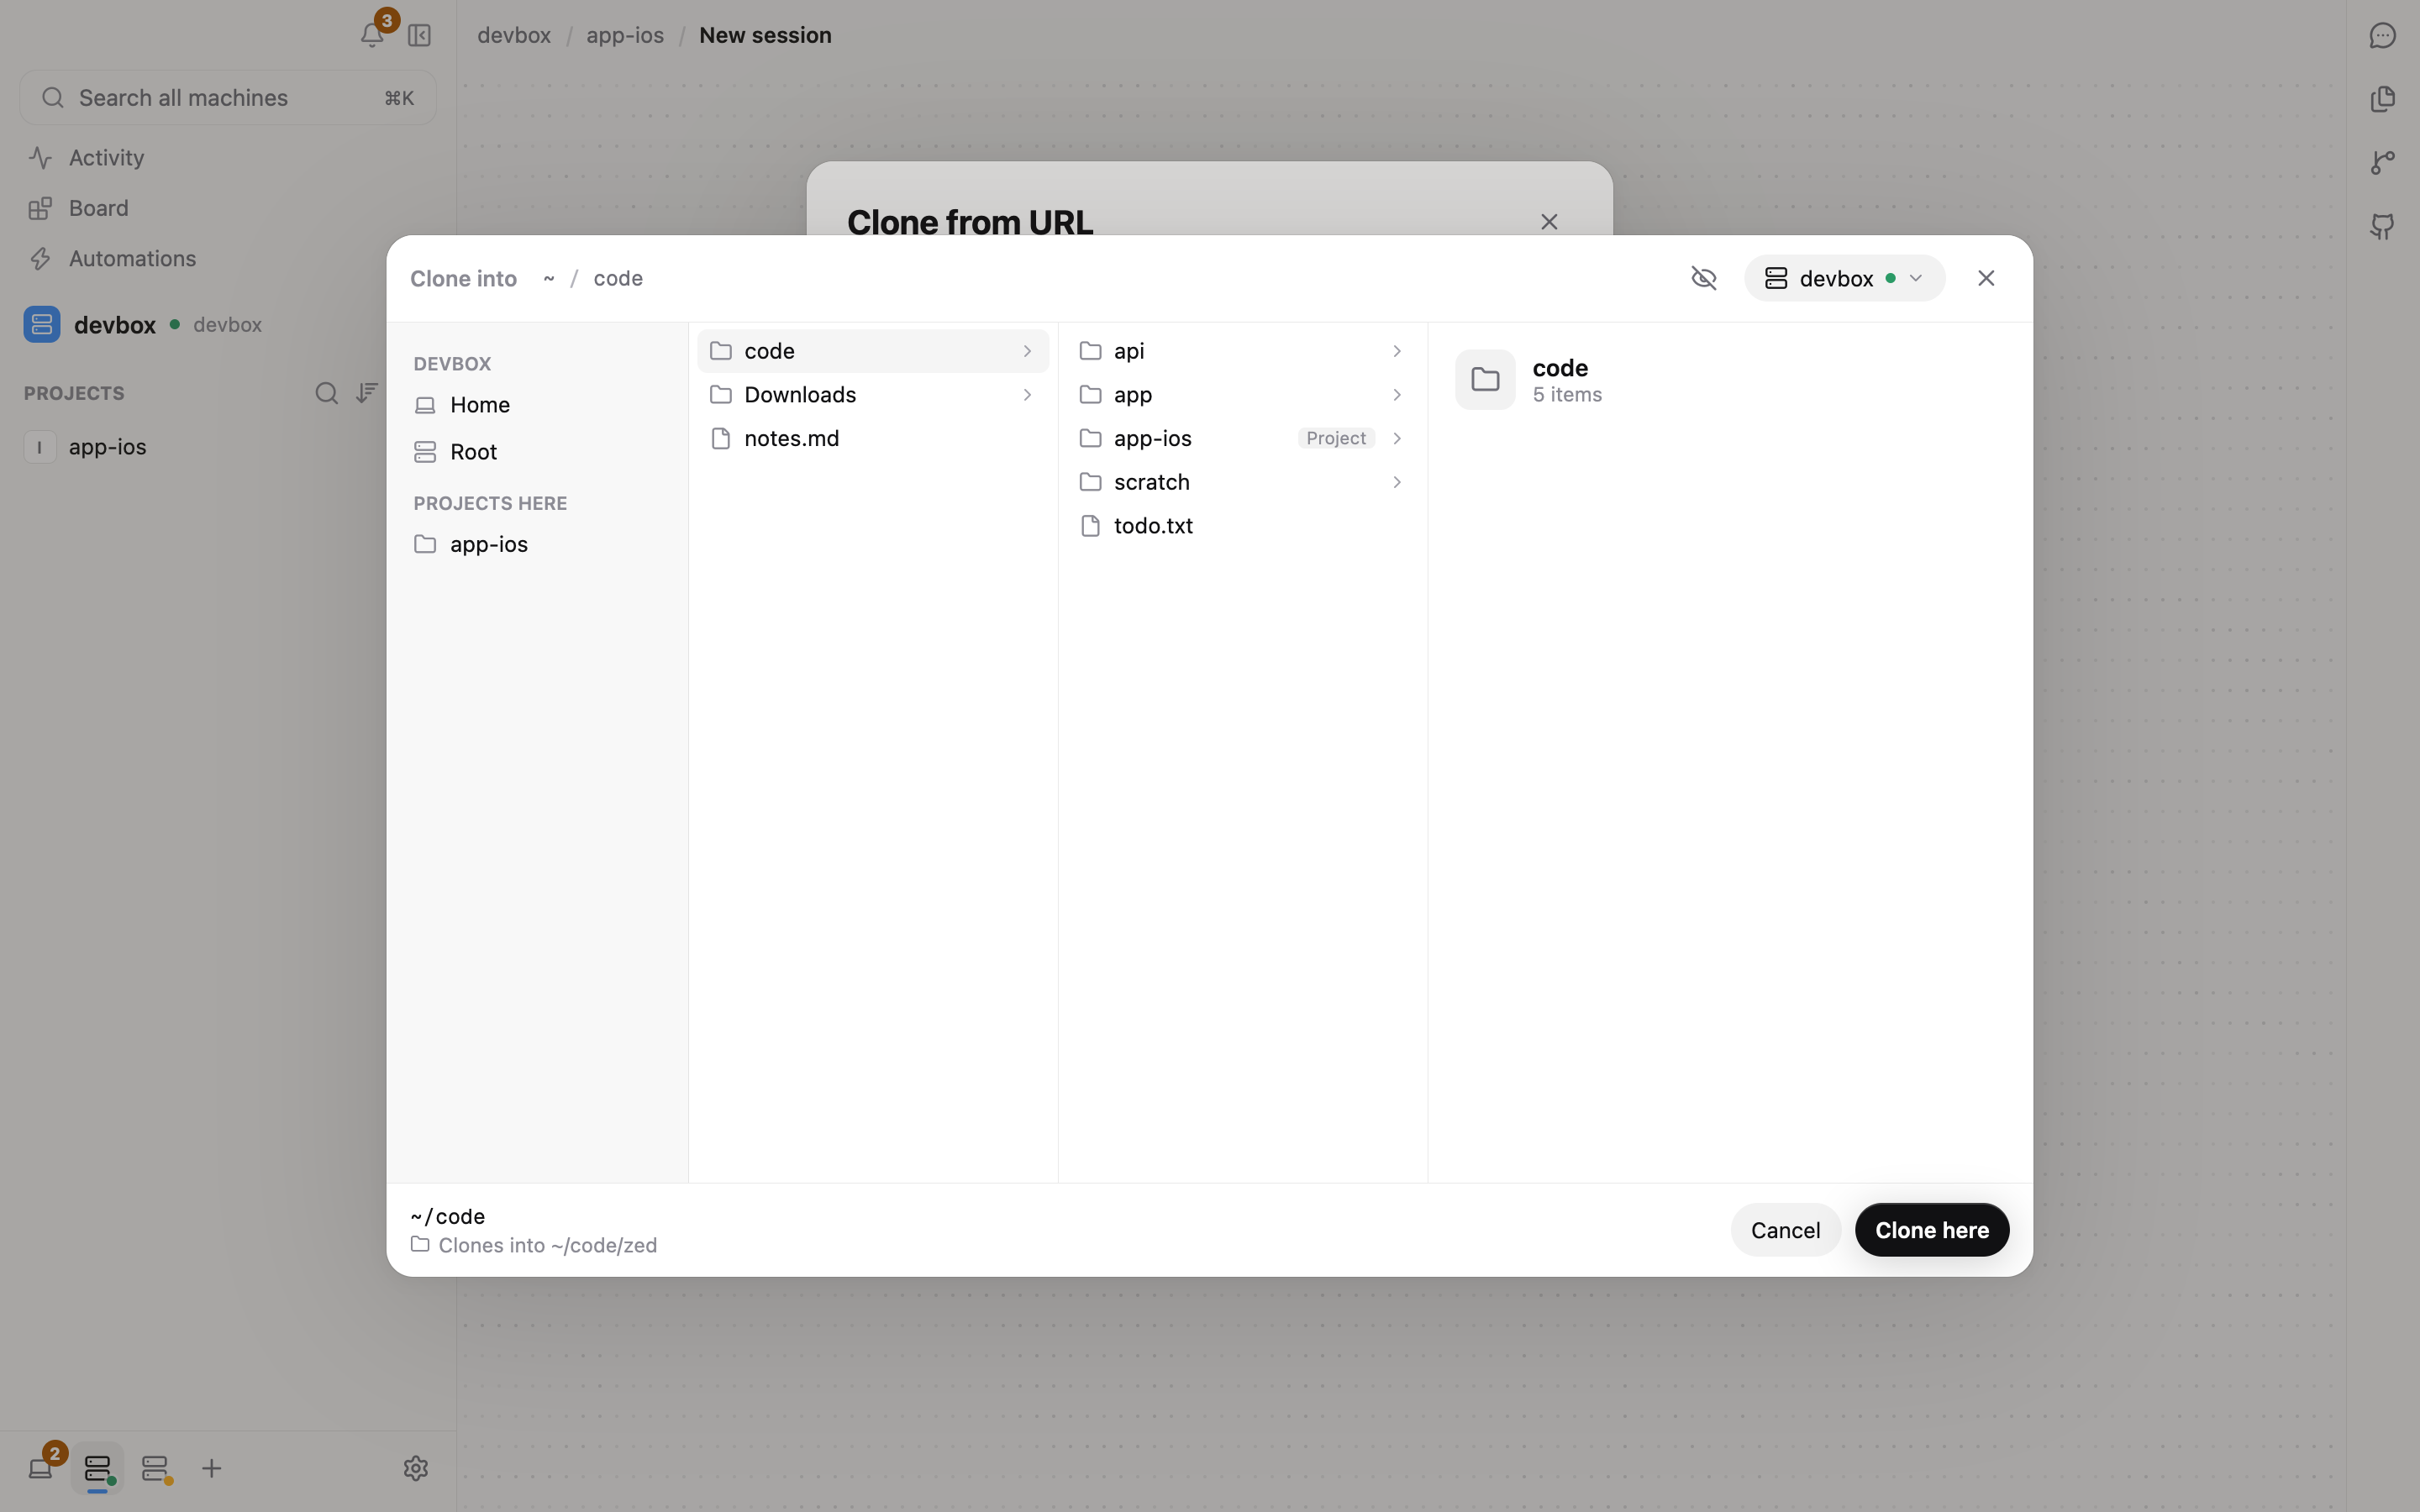 3
devbox / app-ios / New session
Search all machines ⌘K
Activity
Board
Automations
devbox devbox
PROJECTS
I app-ios
2
Clone from URL
Clone into ~ / code
devbox
DEVBOX
Home
Root
PROJECTS HERE
app-ios
code
Downloads
notes.md
api
app
app-ios Project
scratch
todo.txt
code
5 items
~/code
Clones into ~/code/zed
Cancel
Clone here